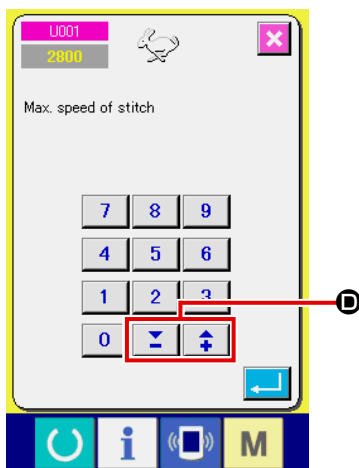 U001
2800
Max. speed of stitch
7 8 9
4 5 6
1 2 3
0 − +
D
i M